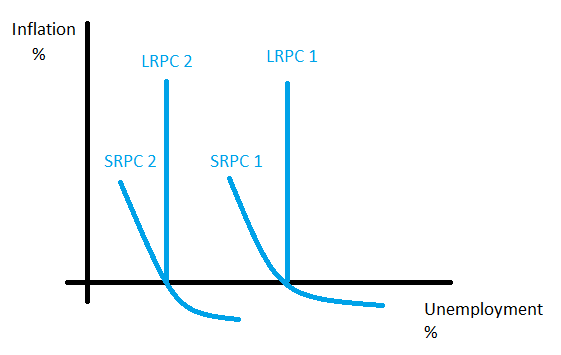 Inflation
%
LRPC 2
LRPC 1
SRPC 2
SRPC 1
Unemployment
%